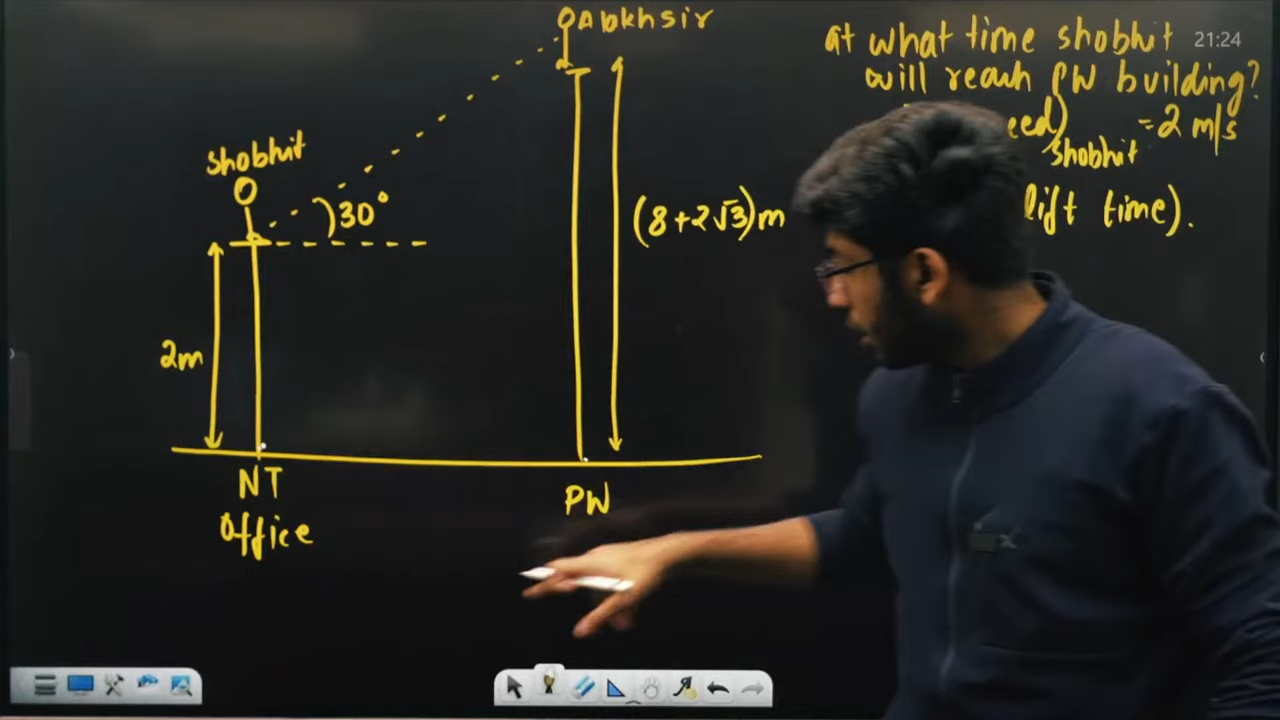 Abkhsir
at what time shobhit
21:24
will reach PW building?
eed)
shobhit
= 2 m/s
lift time).
shobhit
30°
(8+2√3)m
2m
NT
office
PW